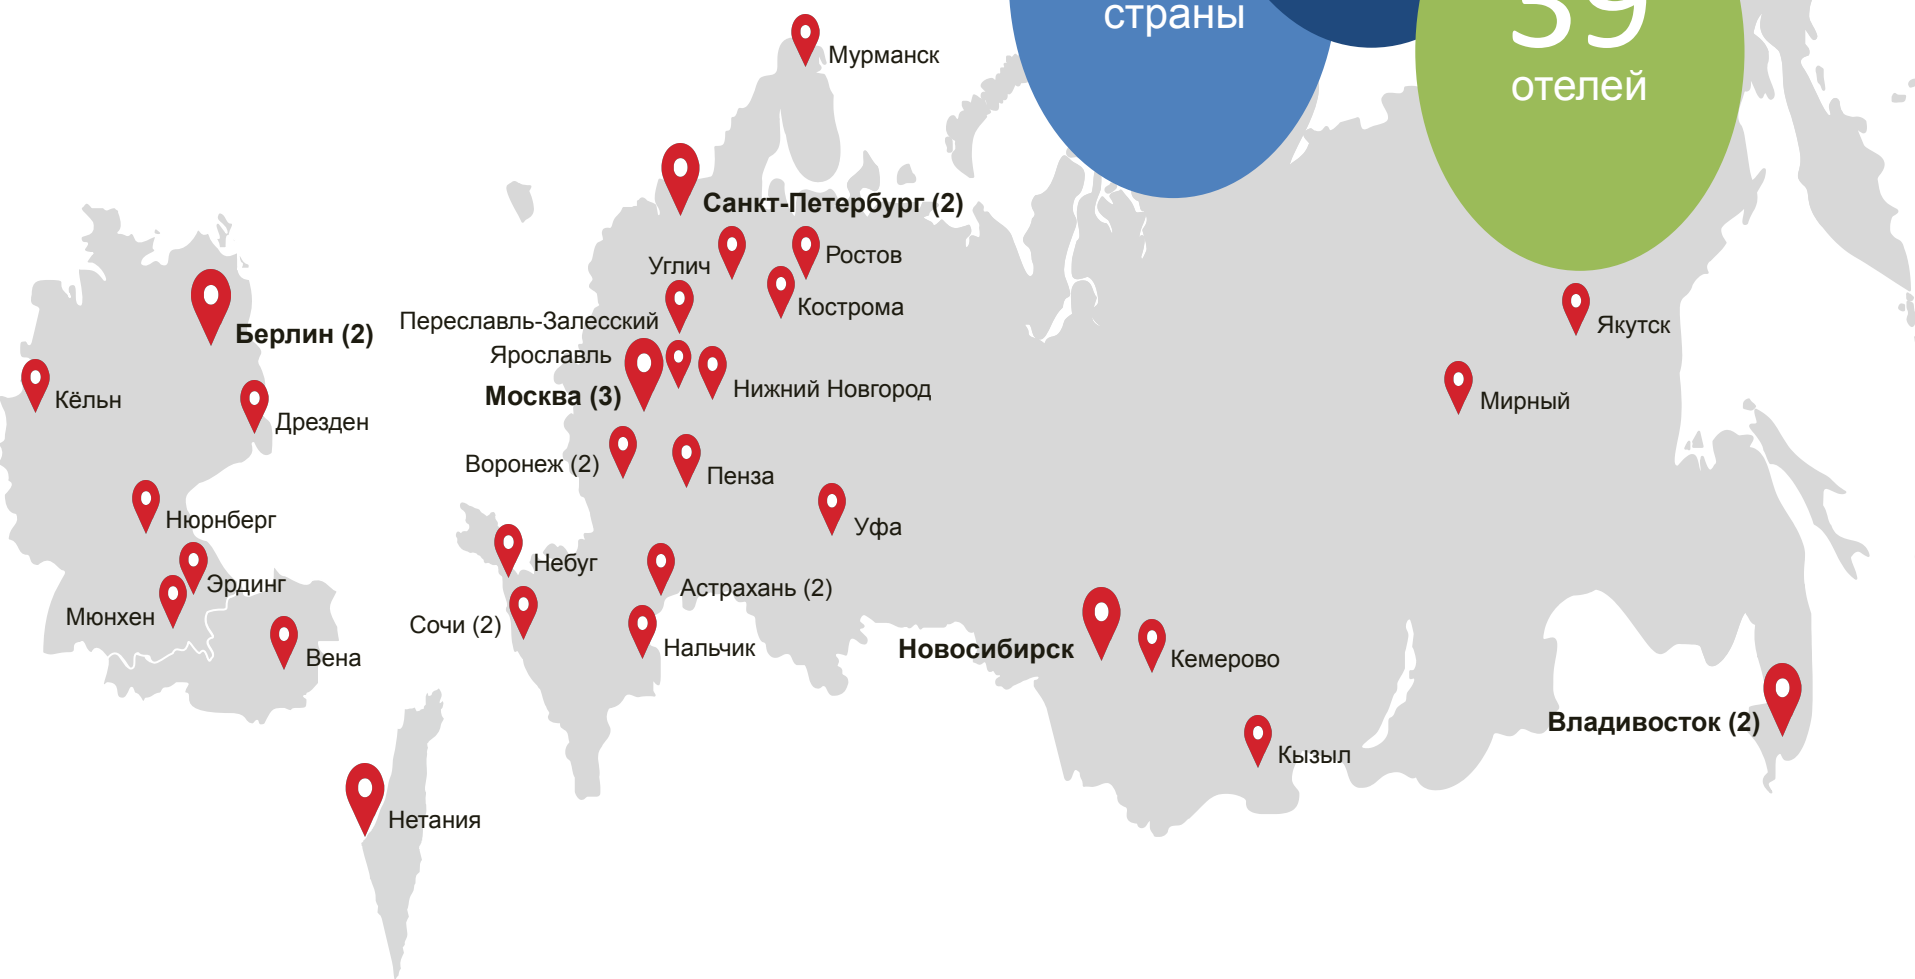 страны
39
отелей
Мурманск
Санкт-Петербург (2)
Углич
Ростов
Кострома
Переславль-Залесский
Ярославль
Москва (3)
Нижний Новгород
Берлин (2)
Кёльн
Дрезден
Якутск
Мирный
Воронеж (2)
Пенза
Нюрнберг
Уфа
Небуг
Эрдинг
Астрахань (2)
Мюнхен
Сочи (2)
Нальчик
Вена
Новосибирск
Кемерово
Владивосток (2)
Кызыл
Нетания